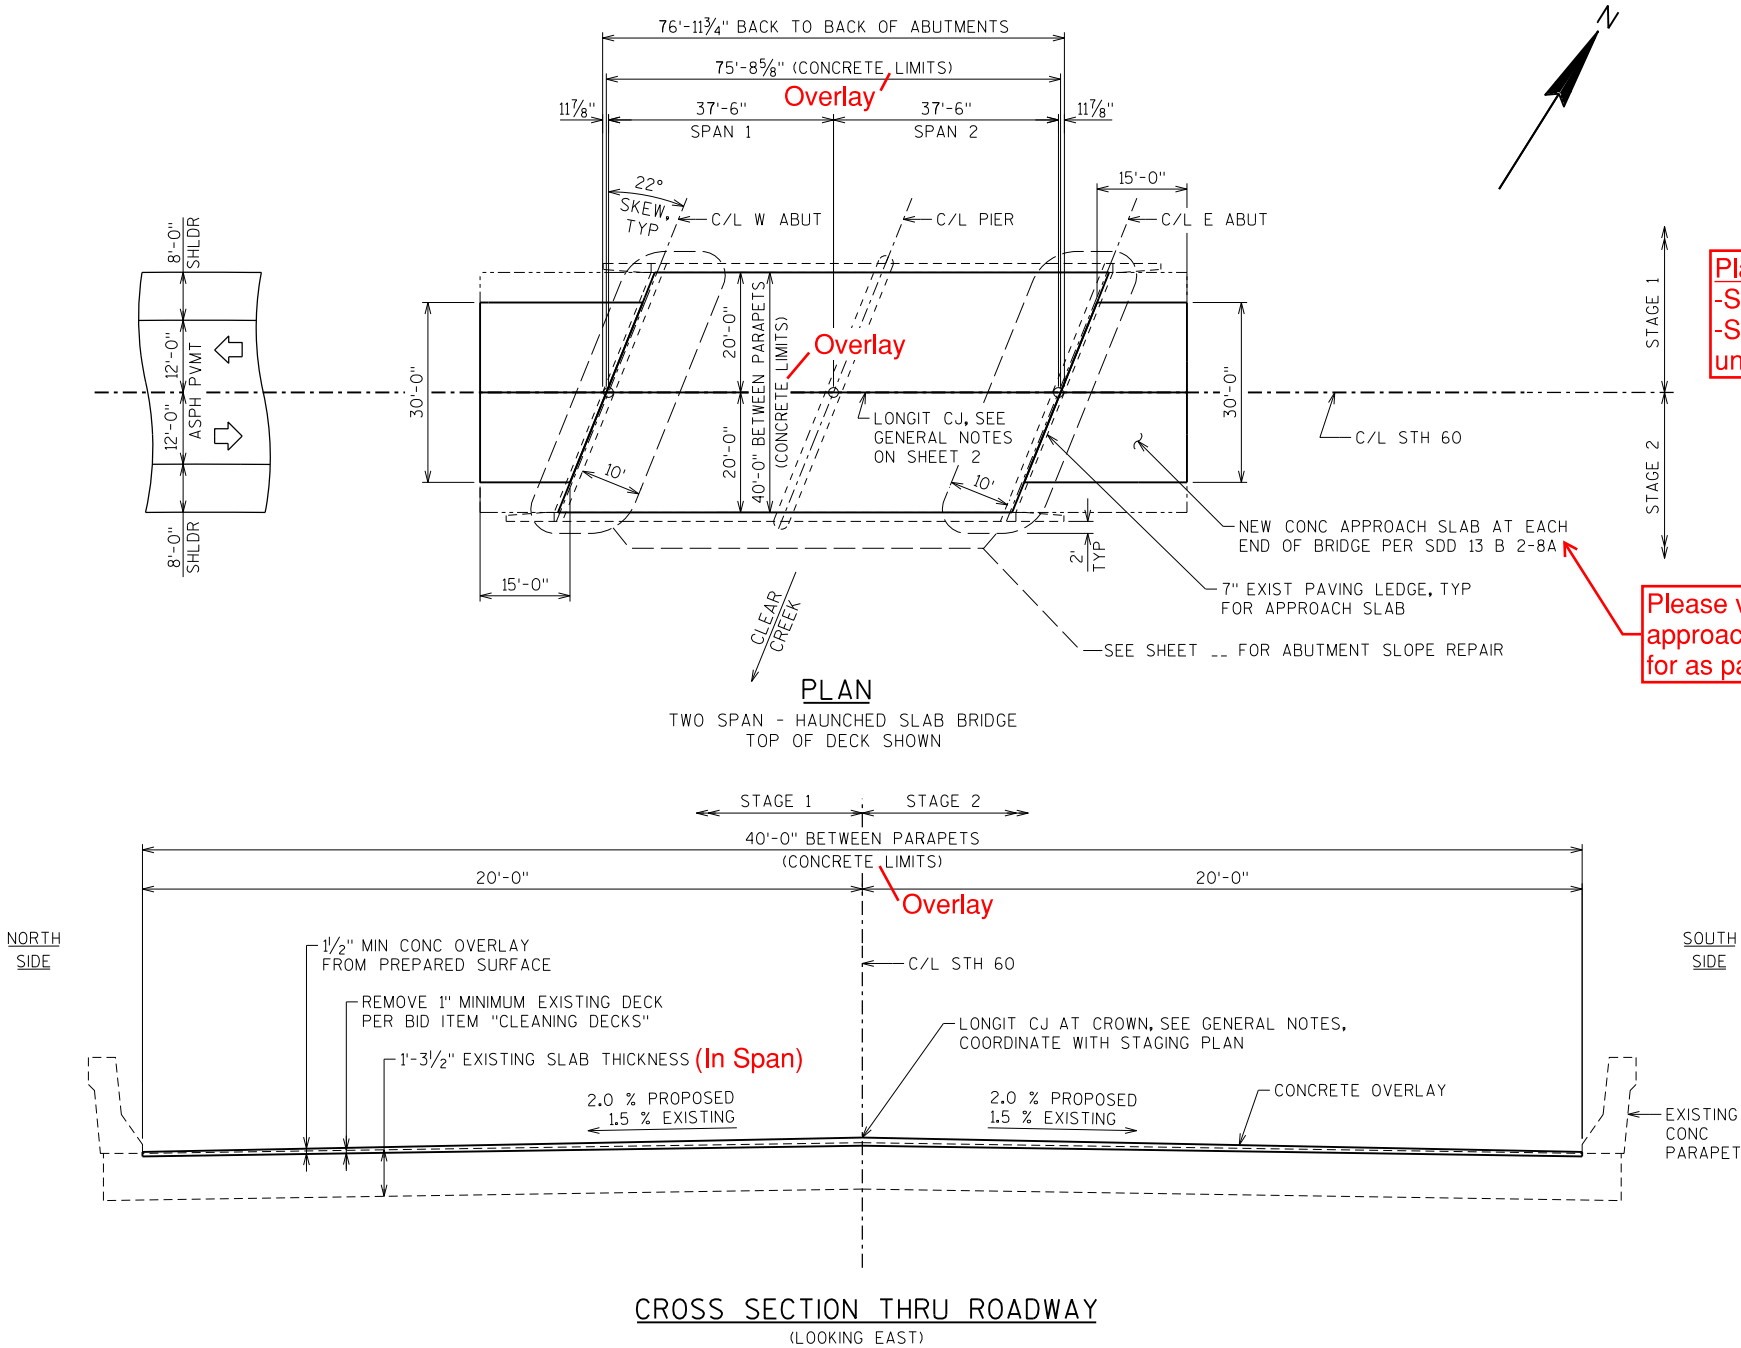 76'-11¾" BACK TO BACK OF ABUTMENTS
75'-8⅝" (CONCRETE LIMITS)
Overlay
11⅞"
37'-6"
SPAN 1
37'-6"
SPAN 2
11⅞"
N
22°
SKEW,
TYP
C/L W ABUT
C/L PIER
15'-0"
C/L E ABUT
8'-0"
SHLDR
12'-0"
12'-0"
ASPH PVMT
8'-0"
SHLDR
30'-0"
20'-0"
20'-0"
40'-0" BETWEEN PARAPETS
(CONCRETE LIMITS)
Overlay
LONGIT CJ, SEE
GENERAL NOTES
ON SHEET 2
10'
10'
30'-0"
C/L STH 60
STAGE 1
STAGE 2
-S
-S
NEW CONC APPROACH SLAB AT EACH
END OF BRIDGE PER SDD 13 B 2-8A
2'
TYP
15'-0"
7" EXIST PAVING LEDGE, TYP
FOR APPROACH SLAB
CLEAR
CREEK
SEE SHEET __ FOR ABUTMENT SLOPE REPAIR
Please
for as
PLAN
TWO SPAN - HAUNCHED SLAB BRIDGE
TOP OF DECK SHOWN
STAGE 1
STAGE 2
40'-0" BETWEEN PARAPETS
(CONCRETE LIMITS)
Overlay
20'-0"
20'-0"
NORTH
SIDE
SOUTH
SIDE
1½" MIN CONC OVERLAY
FROM PREPARED SURFACE
C/L STH 60
REMOVE 1" MINIMUM EXISTING DECK
PER BID ITEM "CLEANING DECKS"
LONGIT CJ AT CROWN, SEE GENERAL NOTES,
COORDINATE WITH STAGING PLAN
1'-3½" EXISTING SLAB THICKNESS (In Span)
2.0 % PROPOSED
1.5 % EXISTING
2.0 % PROPOSED
1.5 % EXISTING
CONCRETE OVERLAY
EXISTING
CONC
PARAPET
CROSS SECTION THRU ROADWAY
(LOOKING EAST)